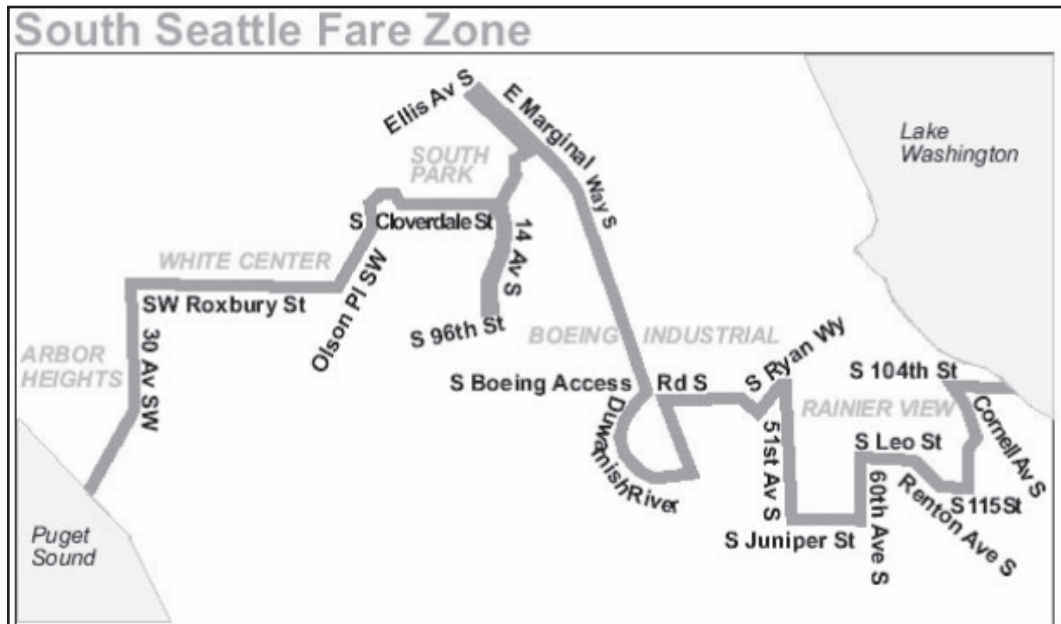 South Seattle Fare Zone
Ellis Av S
E Marginal Way S
Lake
Washington
SOUTH
PARK
S Cloverdale St
14 Av S
WHITE CENTER
SW Roxbury St
Olson Pl SW
S 96th St
BOEING INDUSTRIAL
ARBOR
HEIGHTS
30 Av SW
S Boeing Access Rd S
S Ryan Wy
S 104th St
RAINIER VIEW
Cornell Av S
Duwamish River
51st Av S
S Leo St
60th Ave S
Renton Ave S
S 115 St
S Juniper St
Puget
Sound